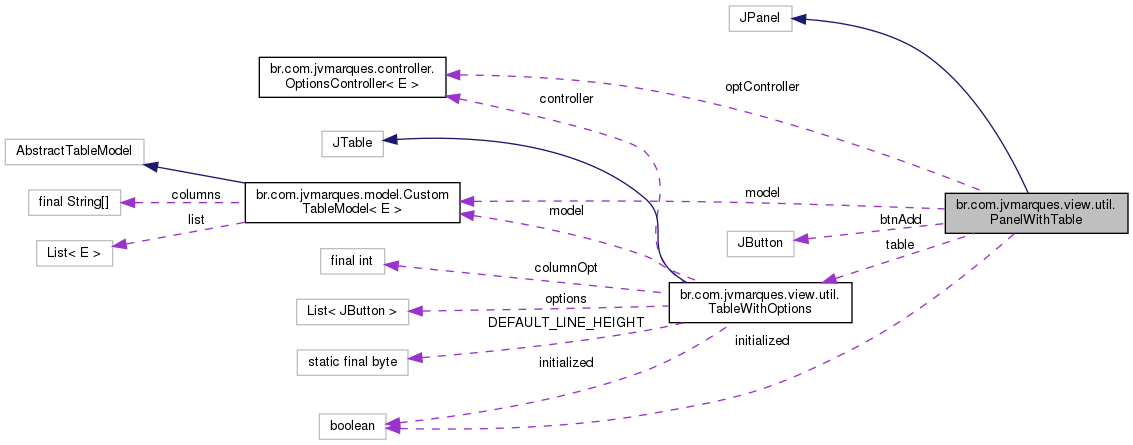 JPanel
br.com.jvmarques.controller.
OptionsController< E >
optController
controller
JTable
AbstractTableModel
br.com.jvmarques.model.Custom
TableModel< E >
columns
final String[]
list
List< E >
model
model
br.com.jvmarques.view.util.
PanelWithTable
btnAdd
JButton
table
final int
columnOpt
br.com.jvmarques.view.util.
TableWithOptions
options
List< JButton >
DEFAULT_LINE_HEIGHT
static final byte
initialized
initialized
boolean